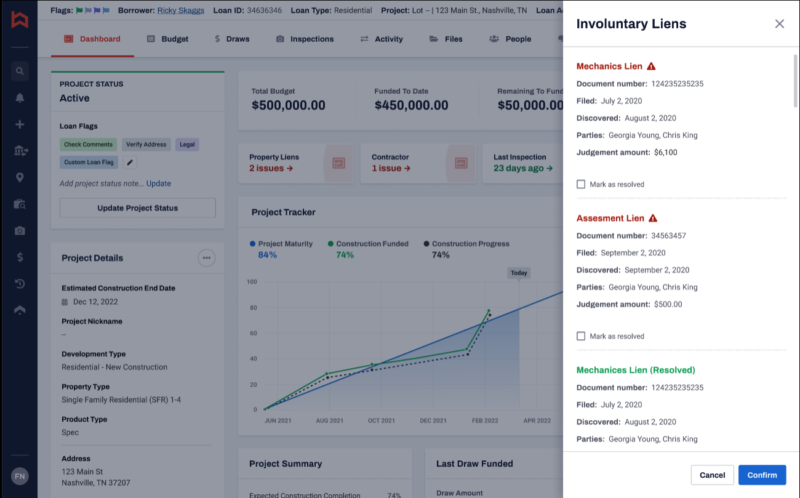 Flags:
Borrower: Ricky Skaggs
Loan ID: 34636346
Loan Type: Residential
Project: Lot – | 123 Main St., Nashville, TN
Loan A
Dashboard
Budget
$ Draws
Inspections
Activity
Files
People
PROJECT STATUS
Active
Loan Flags
Check Comments
Verify Address
Legal
Custom Loan Flag
Add project status note... Update
Update Project Status
Project Details
Estimated Construction End Date
Dec 12, 2022
Project Nickname
–
Development Type
Residential - New Construction
Property Type
Single Family Residential (SFR) 1-4
Product Type
Spec
Address
123 Main St
Nashville, TN 37207
FN
Total Budget
$500,000.00
Funded To Date
$450,000.00
Remaining To Fund
$50,000.00
Property Liens
2 issues →
Contractor
1 issue →
Last Inspection
23 days ago →
Project Tracker
Project Maturity
84%
Construction Funded
74%
Construction Progress
74%
Today
100
80
60
40
20
0
JUN 2021
AUG 2021
OCT 2021
DEC 2021
FEB 2022
APR 2022
Project Summary
Expected Construction Completion 74%
Last Draw Funded
Draw Amount
Involuntary Liens
Mechanics Lien
Document number: 124235235235
Filed: July 2, 2020
Discovered: August 2, 2020
Parties: Georgia Young, Chris King
Judgement amount: $6,100
Mark as resolved
Assesment Lien
Document number: 34563457
Filed: September 2, 2020
Discovered: September 2, 2020
Parties: Georgia Young, Chris King
Judgement amount: $500.00
Mark as resolved
Mechanices Lien (Resolved)
Document number: 124235235235
Filed: July 2, 2020
Discovered: August 2, 2020
Parties: Georgia Young, Chris King
Cancel
Confirm